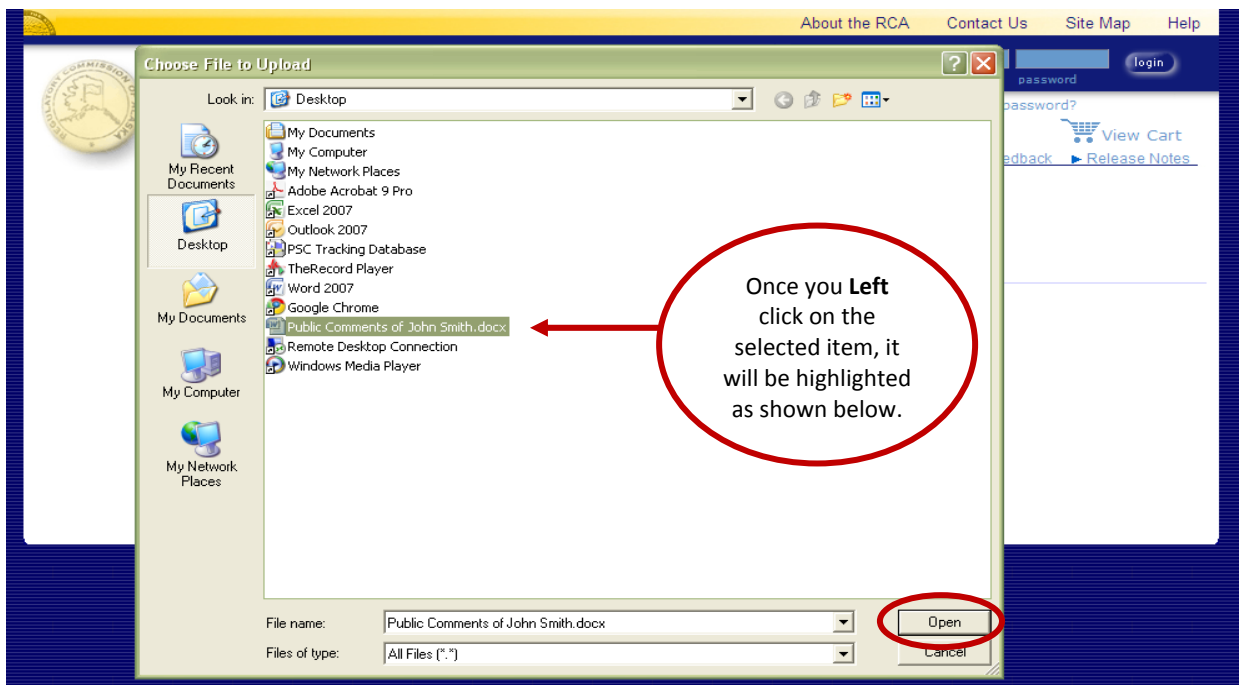 About the RCA Contact Us Site Map Help
Choose File to Upload
login
password
password?
View Cart
Release Notes
REGULATORY COMMISSION OF ALASKA
Look in: Desktop
My Recent
Documents
Desktop
My Documents
My Computer
My Network
Places
My Documents
My Computer
My Network Places
Adobe Acrobat 9 Pro
Excel 2007
Outlook 2007
PSC Tracking Database
TheRecord Player
Word 2007
Google Chrome
Public Comments of John Smith.docx
Remote Desktop Connection
Windows Media Player
Once you Left
click on the
selected item, it
will be highlighted
as shown below.
File name: Public Comments of John Smith.docx Open
Files of type: All Files (*.*) Cancel